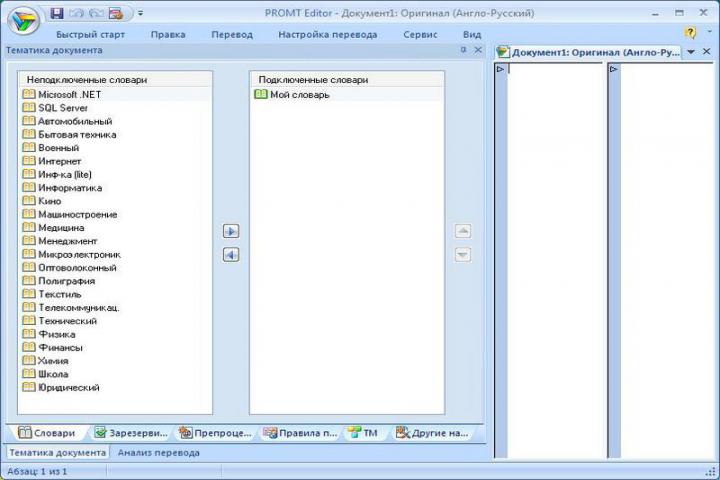 PROMT Editor - Документ1: Оригинал (Англо-Русский)
Быстрый старт Правка Перевод Настройка перевода Сервис Вид
Тематика документа
Документ1: Оригинал (Англо-Ру...
Неподключенные словари
Microsoft .NET
SQL Server
Автомобильный
Бытовая техника
Военный
Интернет
Инф-ка (lite)
Информатика
Кино
Машиностроение
Медицина
Менеджмент
Микроэлектроник
Оптоволоконный
Полиграфия
Текстиль
Телекоммуникац.
Технический
Физика
Финансы
Химия
Школа
Юридический
Подключенные словари
Мой словарь
Словари Зарезерви... Препроце... Правила п... ТМ Другие на...
Тематика документа Анализ перевода
Абзац: 1 из 1